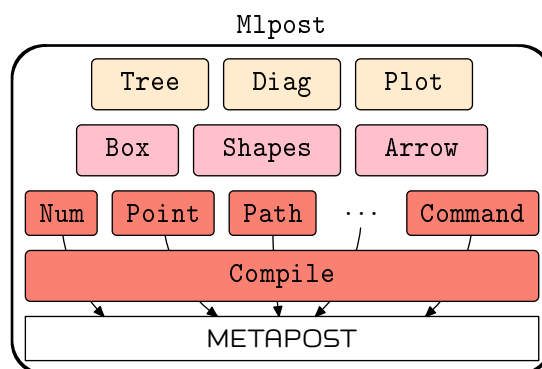 Mlpost
Tree Diag Plot
Box Shapes Arrow
Num Point Path ... Command
Compile
METAPOST